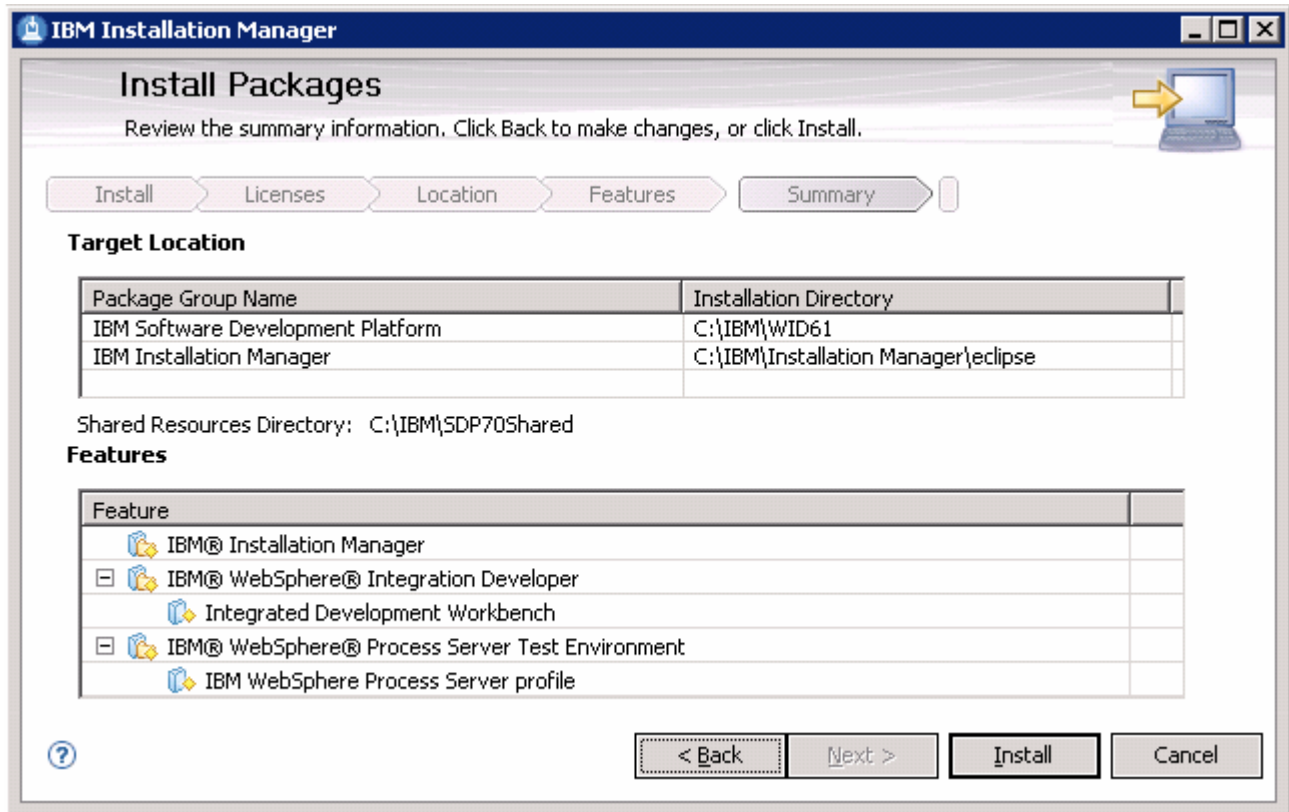 IBM Installation Manager
Install Packages
Review the summary information. Click Back to make changes, or click Install.
Install Licenses Location Features Summary
Target Location
Package Group Name Installation Directory
IBM Software Development Platform C:\IBM\WID61
IBM Installation Manager C:\IBM\Installation Manager\eclipse
Shared Resources Directory: C:\IBM\SDP70Shared
Features
Feature
IBM® Installation Manager
IBM® WebSphere® Integration Developer
Integrated Development Workbench
IBM® WebSphere® Process Server Test Environment
IBM WebSphere Process Server profile
? < Back Next > Install Cancel